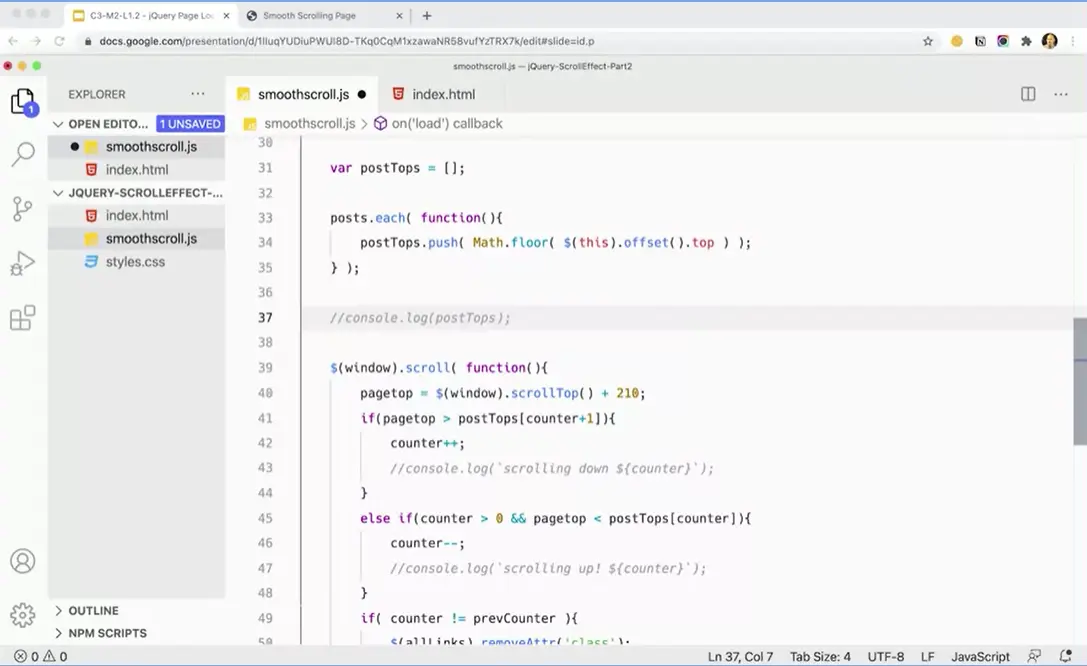 C3-M2-L1.2 - jQuery Page Loa
Smooth Scrolling Page
docs.google.com/presentation/d/1lIuqYUDiuPWUI8D-TKq0CqM1xzawaNR58vufYzTRX7k/edit#slide=id.p
smoothscroll.js — jQuery-ScrollEffect-Part2
EXPLORER ...
smoothscroll.js
index.html
OPEN EDITO... 1 UNSAVED
smoothscroll.js > on('load') callback
smoothscroll.js
index.html
JQUERY-SCROLLEFFECT-...
index.html
smoothscroll.js
styles.css
1
30
31 var postTops = [];
32
33 posts.each( function(){
34 postTops.push( Math.floor( $(this).offset().top ) );
35 } );
36
37 //console.log(postTops);
38
39 $(window).scroll( function(){
40 pagetop = $(window).scrollTop() + 210;
41 if(pagetop > postTops[counter+1]){
42 counter++;
43 //console.log(`scrolling down ${counter}`);
44 }
45 else if(counter > 0 && pagetop < postTops[counter]){
46 counter--;
47 //console.log(`scrolling up! ${counter}`);
48 }
49 if( counter != prevCounter ){
50 $(allLinks).removeAttr('class');
OUTLINE
NPM SCRIPTS
0 0
Ln 37, Col 7 Tab Size: 4 UTF-8 LF JavaScript